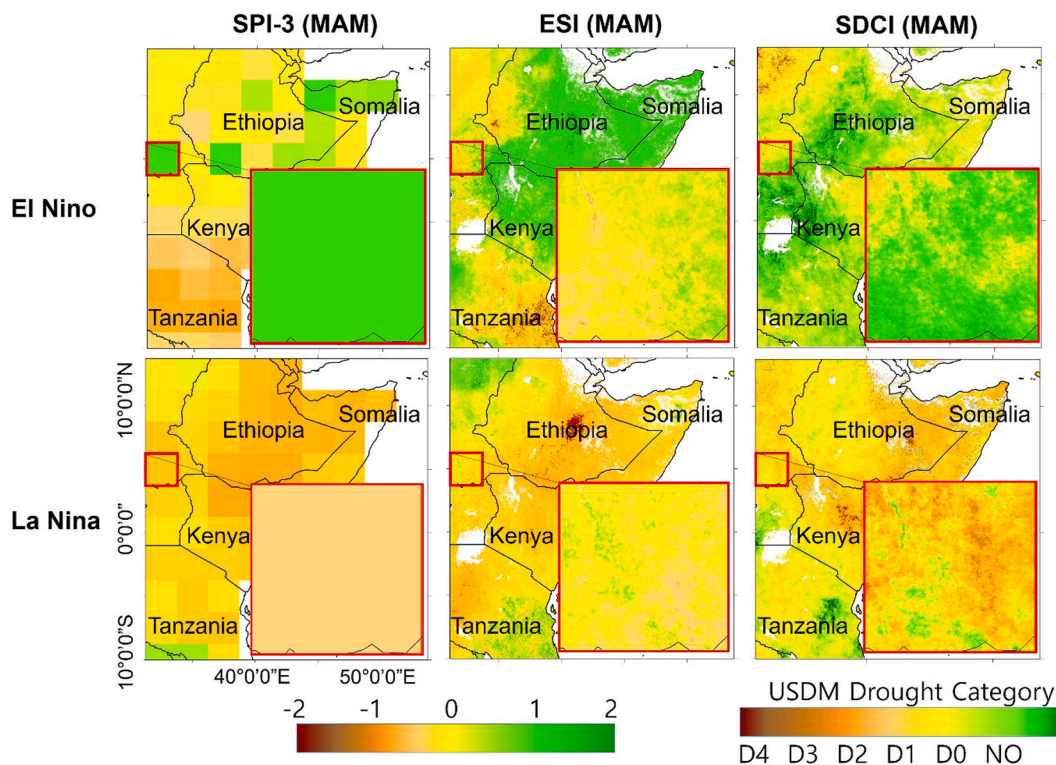 SPI-3 (MAM) ESI (MAM) SDCI (MAM)
Somalia Somalia Somalia
Ethiopia Ethiopia Ethiopia
El Nino Kenya Kenya Kenya
Tanzania Tanzania Tanzania
10°0'0"N
Somalia Somalia Somalia
Ethiopia Ethiopia Ethiopia
La Nina 0°0'0" Kenya Kenya Kenya
Tanzania Tanzania Tanzania
10°0'0"S
40°0'0"E 50°0'0"E
USDM Drought Category
-2 -1 0 1 2
D4 D3 D2 D1 D0 NO